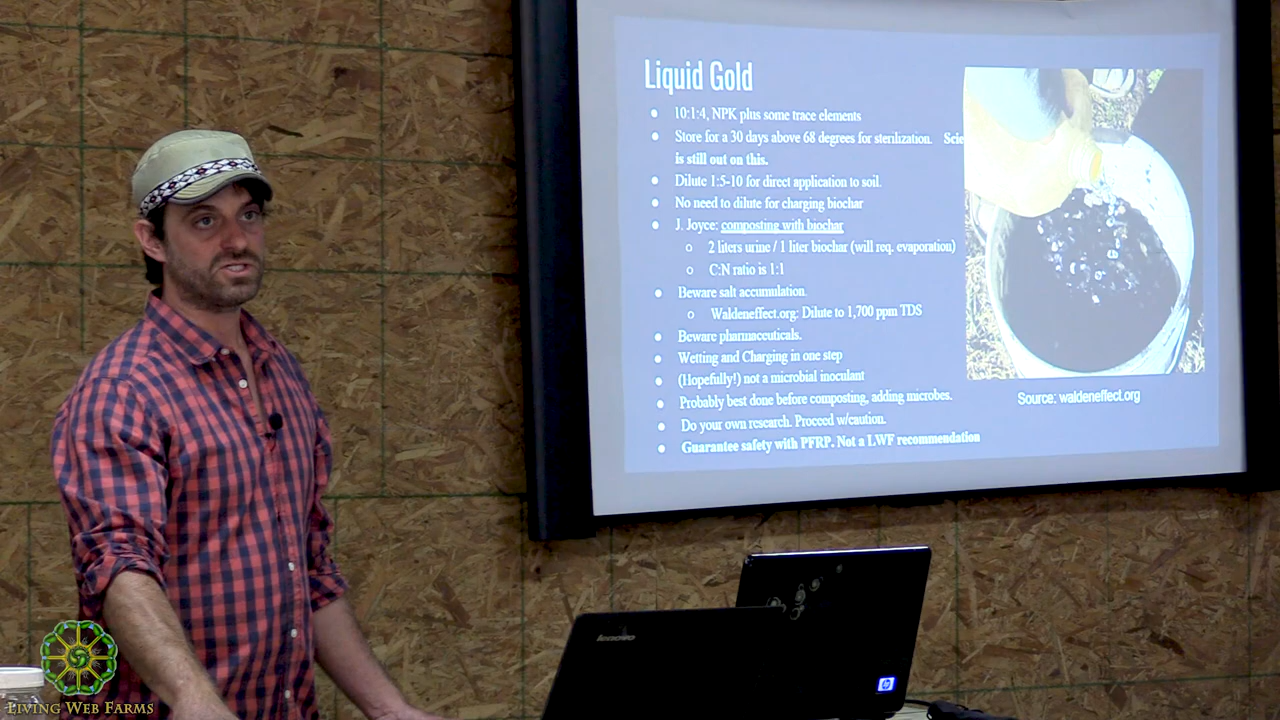 Liquid Gold
10:1:4, NPK plus some trace elements
Store for a 30 days above 68 degrees for sterilization. Scie
is still out on this.
Dilute 1:5-10 for direct application to soil.
No need to dilute for charging biochar
J. Joyce: composting with biochar
2 liters urine / 1 liter biochar (will req. evaporation)
C:N ratio is 1:1
Beware salt accumulation.
Waldeneffect.org: Dilute to 1,700 ppm TDS
Beware pharmaceuticals.
Wetting and Charging in one step
(Hopefully!) not a microbial inoculant
Probably best done before composting, adding microbes.
Do your own research. Proceed w/caution.
Guarantee safety with PFRP. Not a LWF recommendation
Source: waldeneffect.org
lenovo
hp
LIVING WEB FARMS